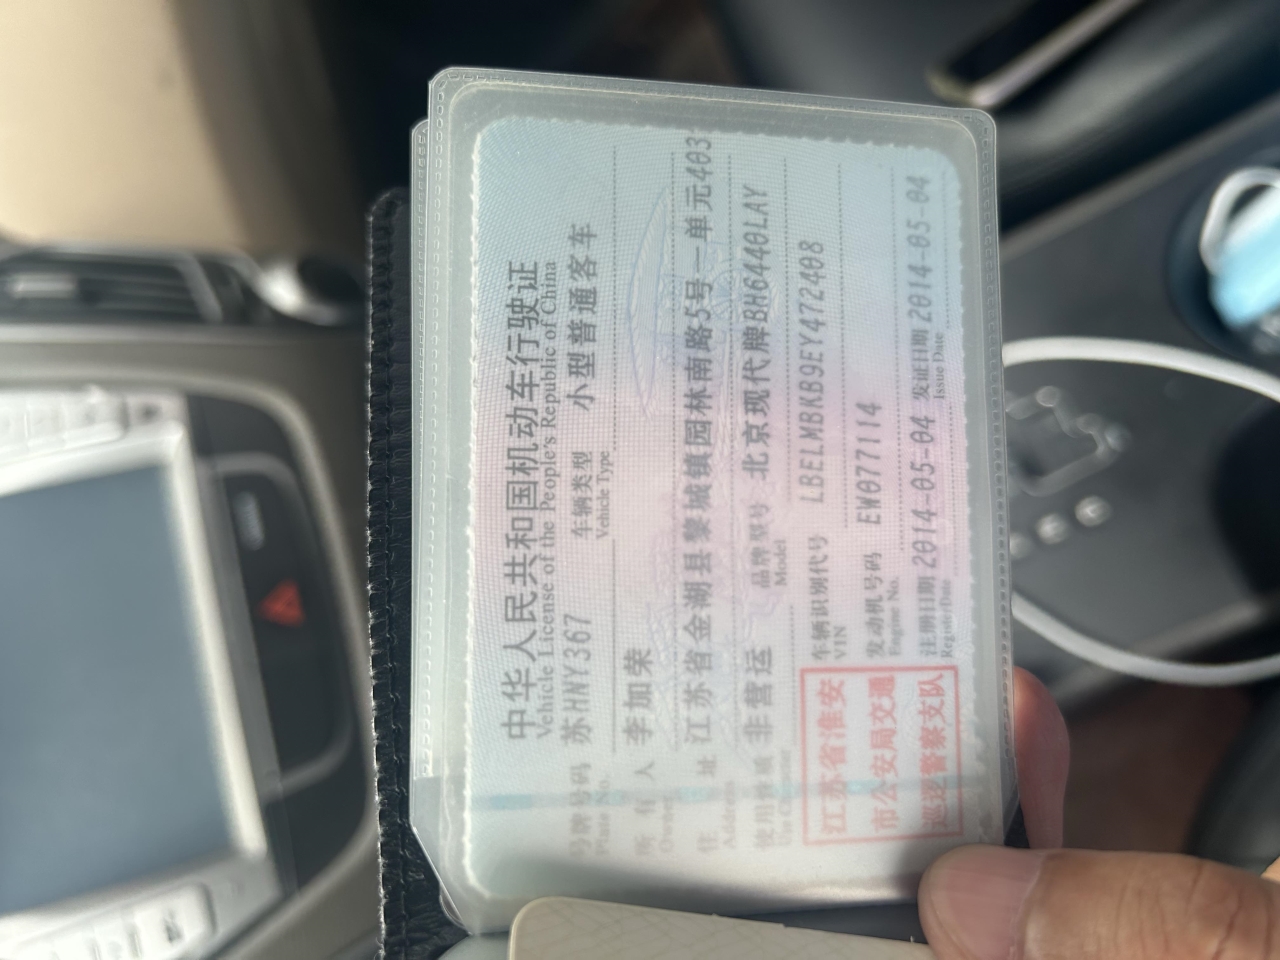 中华人民共和国机动车行驶证
Vehicle License of the People's Republic of China
号牌号码 苏HNY367 车辆类型 小型普通客车
Plate No. Vehicle Type
所有人 李加荣
Owner
住址 江苏省金湖县黎城镇园林南路5号一单元403
Address
使用性质 非营运 品牌型号 北京现代牌BH6440LAY
Use Character Model
江苏省淮安
市公安局交通
巡逻警察支队
车辆识别代号 LBELMBKB9EY472408
VIN
发动机号码 EW077114
Engine No.
注册日期 2014-05-04 发证日期 2014-05-04
Register Date Issue Date